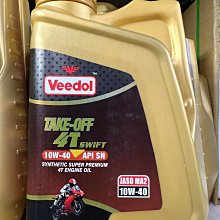 Veedol
TAKE-OFF
4T
SWIFT
10W-40 API SN
SYNTHETIC SUPER PREMIUM
4T ENGINE OIL
JASO MA2
10W-40